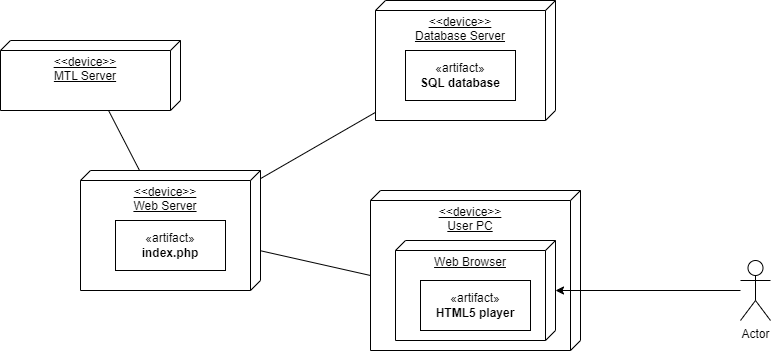 <<device>>
Database Server
«artifact»
SQL database
<<device>>
MTL Server
<<device>>
Web Server
«artifact»
index.php
<<device>>
User PC
Web Browser
«artifact»
HTML5 player
Actor